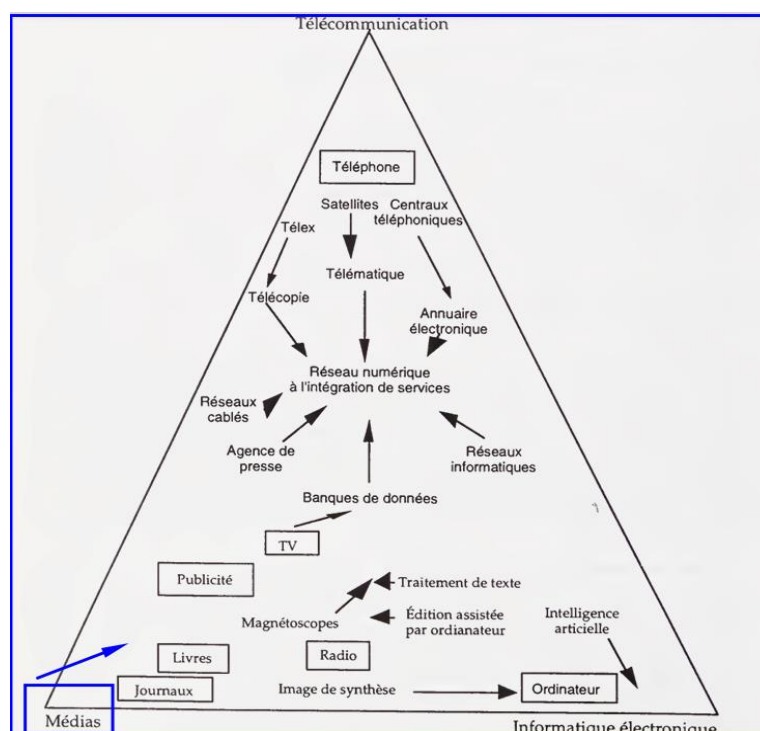 Télécommunication
Téléphone
Satellites
Centraux
téléphoniques
Télex
Télématique
Télécopie
Annuaire
électronique
Réseau numérique
à l'intégration de services
Réseaux
cablés
Agence de
presse
Réseaux
informatiques
Banques de données
TV
Publicité
Traitement de texte
Magnétoscopes
Édition assistée
par ordianateur
Intelligence
articielle
Livres
Radio
Journaux
Image de synthèse
Ordinateur
Médias
Informatique électronique